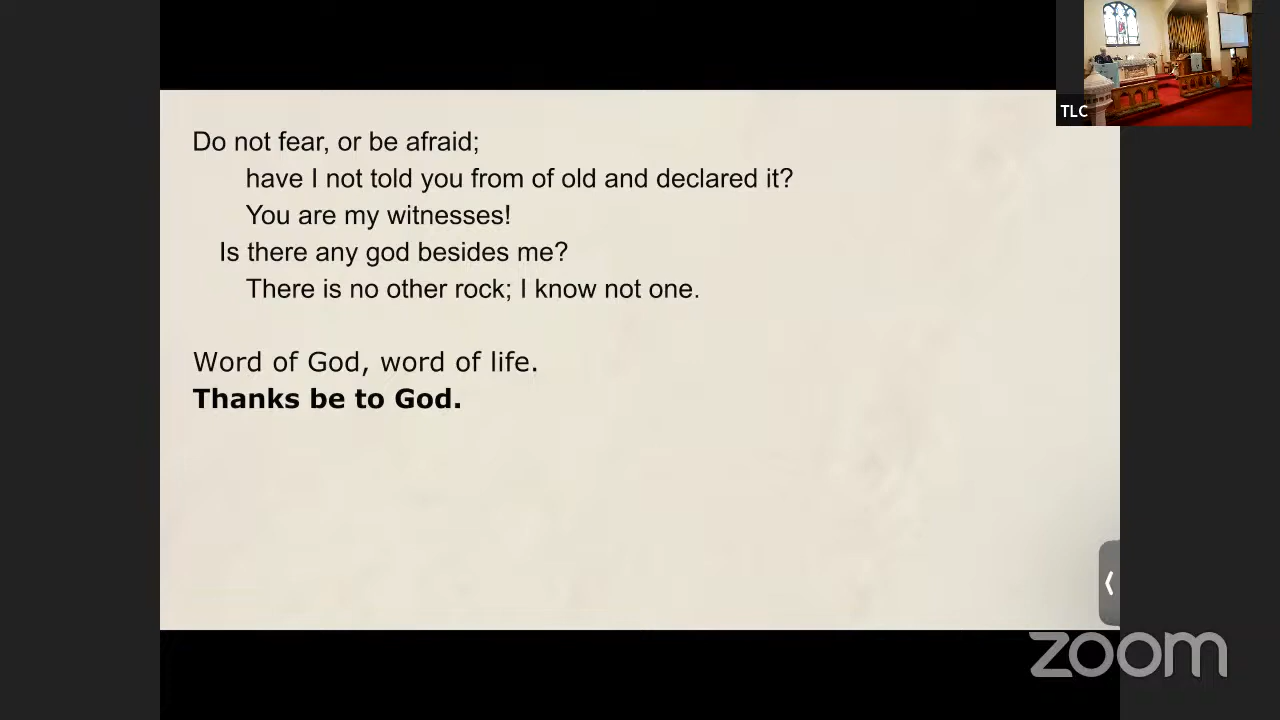 Do not fear, or be afraid;
have I not told you from of old and declared it?
You are my witnesses!
Is there any god besides me?
There is no other rock; I know not one.
Word of God, word of life.
Thanks be to God.
TLC
zoom